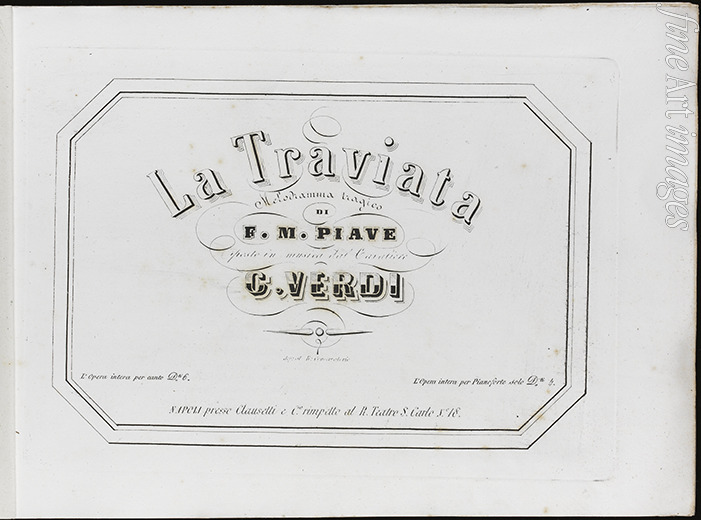 La Traviata
Melodramma tragico
DI
F. M. PIAVE
posto in musica dal Cavaliere
G. VERDI
L'Opera intera per canto D.ti 6.
L'Opera intera per Pianoforte solo D.ti 4.
NAPOLI presso Clausetti e C.º rimpetto al R. Teatro S. Carlo N.º 18.
fine art images